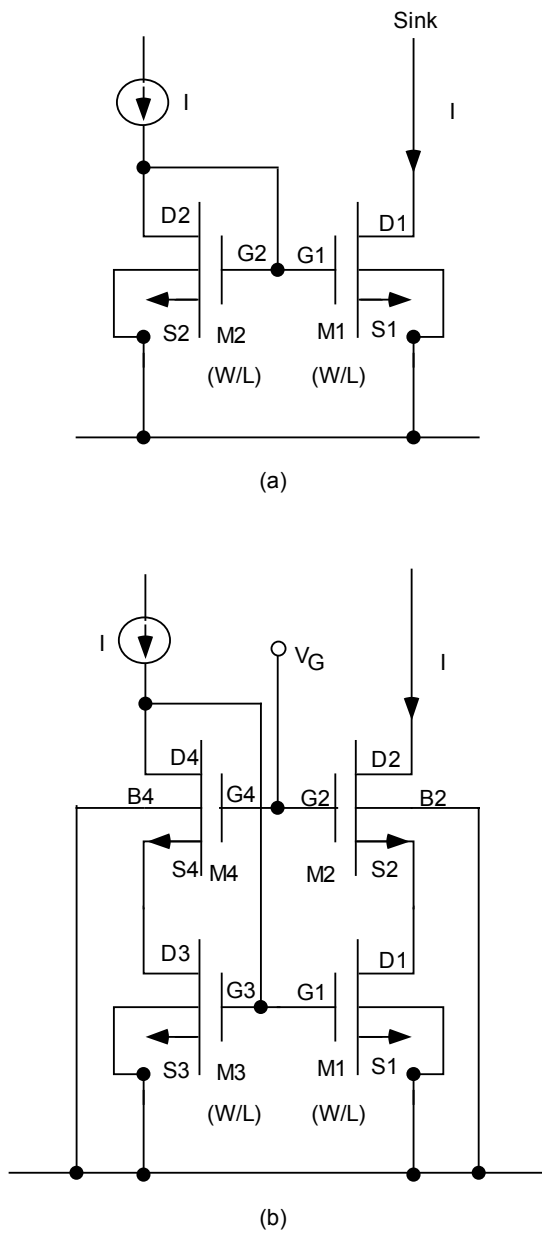 Sink
I I
D2 D1
G2 G1
S2 M2 M1 S1
(W/L) (W/L)
(a)
I VG I
D4 D2
B4 G4 G2 B2
S4 M4 M2 S2
D3 D1
G3 G1
S3 M3 M1 S1
(W/L) (W/L)
(b)